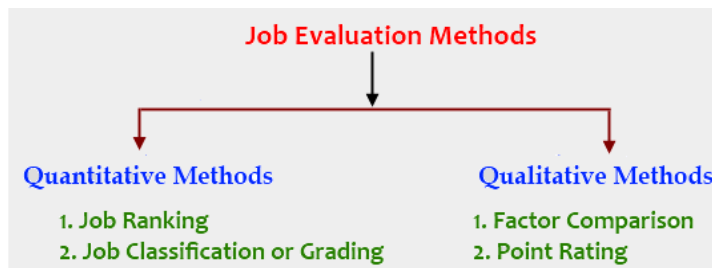 Job Evaluation Methods
Quantitative Methods
1. Job Ranking
2. Job Classification or Grading
Qualitative Methods
1. Factor Comparison
2. Point Rating